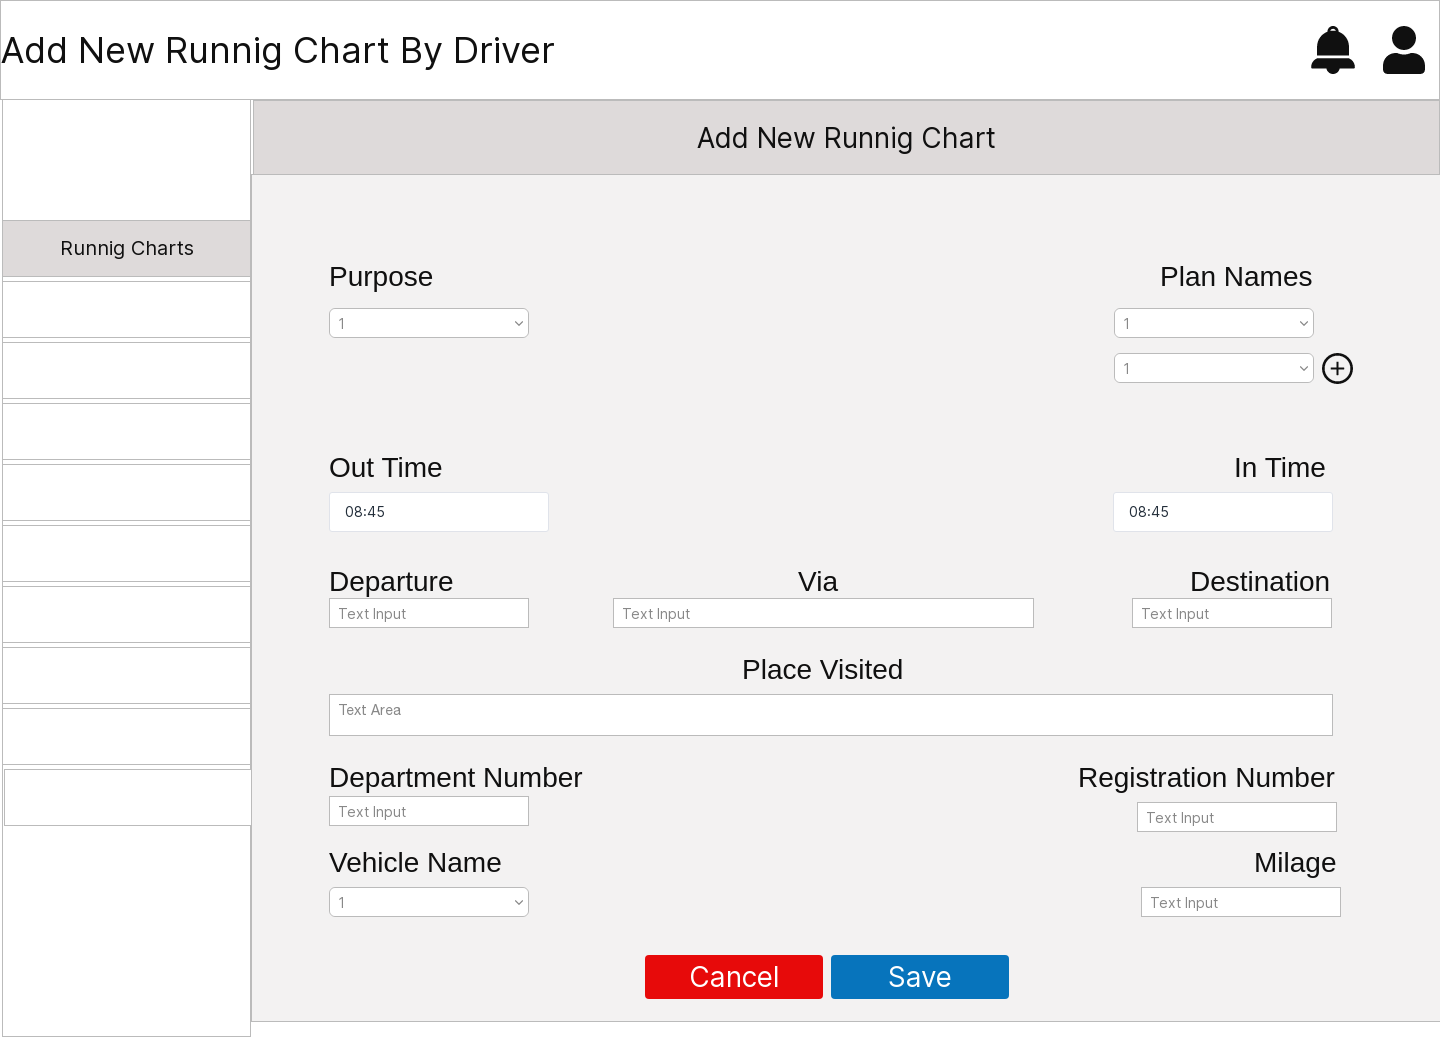 Add New Runnig Chart By Driver
Add New Runnig Chart
Runnig Charts
Purpose
Plan Names
1
1
1
Out Time
In Time
08:45
08:45
Departure
Via
Destination
Text Input
Text Input
Text Input
Place Visited
Text Area
Department Number
Registration Number
Text Input
Text Input
Vehicle Name
Milage
1
Text Input
Cancel
Save